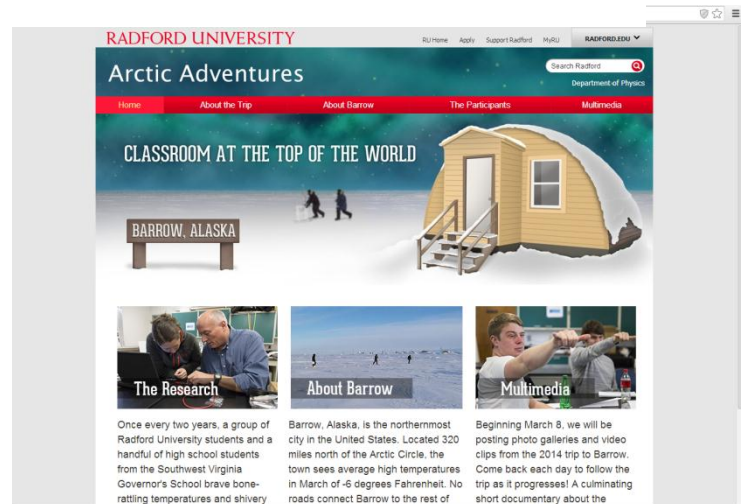 RADFORD UNIVERSITY
RU Home Apply Support Radford MyRU RADFORD.EDU
Arctic Adventures
Search Radford
Department of Physics
Home About the Trip About Barrow The Participants Multimedia
CLASSROOM AT THE TOP OF THE WORLD
BARROW, ALASKA
The Research
About Barrow
Multimedia
Once every two years, a group of
Radford University students and a
handful of high school students
from the Southwest Virginia
Governor's School brave bone-
rattling temperatures and shivery
Barrow, Alaska, is the northernmost
city in the United States. Located 320
miles north of the Arctic Circle, the
town sees average high temperatures
in March of -6 degrees Fahrenheit. No
roads connect Barrow to the rest of
Beginning March 8, we will be
posting photo galleries and video
clips from the 2014 trip to Barrow.
Come back each day to follow the
trip as it progresses! A culminating
short documentary about the